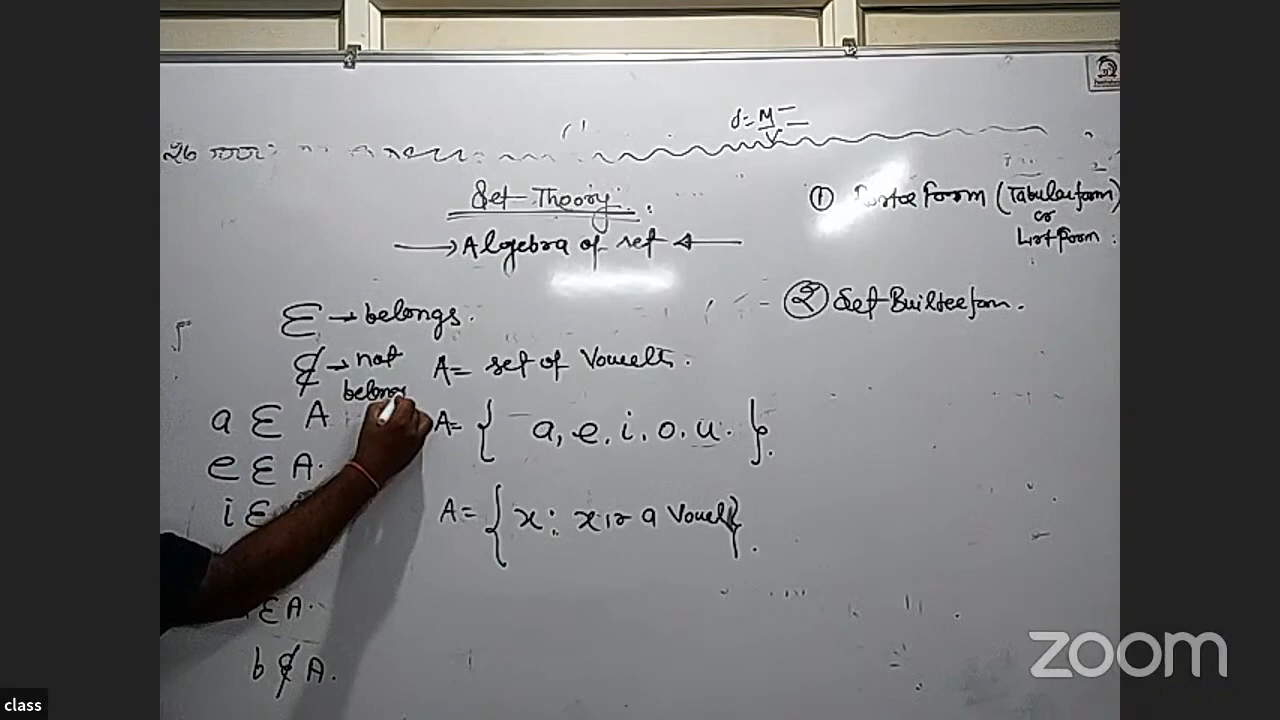 Set Theory.
→ Algebra of set ←
① Form (Tabular form)
or
List form.
② Set Builder form.
Ɛ → belongs.
not
belongs
A = set of Vowels.
a Ɛ A
A = { a, e, i, o, u. }.
e Ɛ A.
i Ɛ
A = { x : x is a Vowel }.
Ɛ A.
b A.
d = M
V
zoom
class